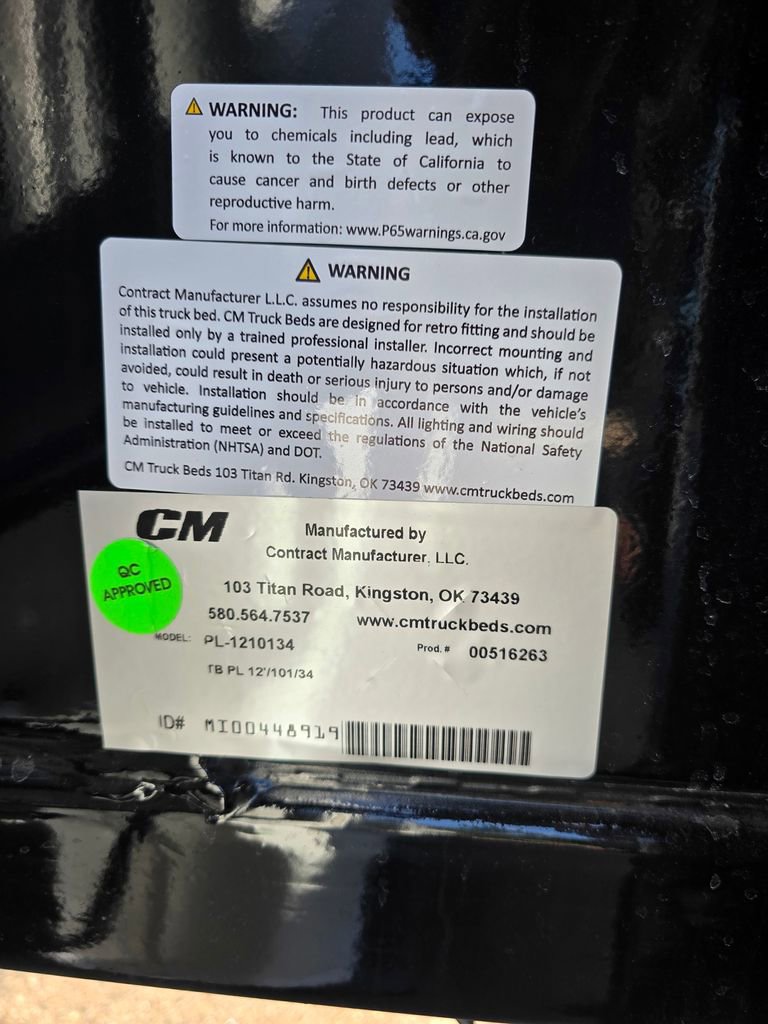 WARNING: This product can expose
you to chemicals including lead, which
is known to the State of California to
cause cancer and birth defects or other
reproductive harm.
For more information: www.P65warnings.ca.gov
WARNING
Contract Manufacturer L.L.C. assumes no responsibility for the installation
of this truck bed. CM Truck Beds are designed for retro fitting and should be
installed only by a trained professional installer. Incorrect mounting and
installation could present a potentially hazardous situation which, if not
avoided, could result in death or serious injury to persons and/or damage
to vehicle. Installation should be in accordance with the vehicle's
manufacturing guidelines and specifications. All lighting and wiring should
be installed to meet or exceed the regulations of the National Safety
Administration (NHTSA) and DOT.
CM Truck Beds 103 Titan Rd. Kingston, OK 73439 www.cmtruckbeds.com
CM
Manufactured by
Contract Manufacturer, LLC.
QC
APPROVED
103 Titan Road, Kingston, OK 73439
580.564.7537 www.cmtruckbeds.com
MODEL: PL-1210134 Prod. # 00516263
TB PL 12'/101/34
ID# MI00448919